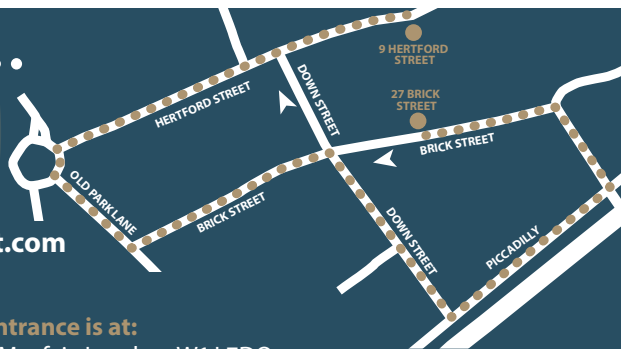 9 HERTFORD
STREET
DOWN STREET
HERTFORD STREET
27 BRICK
STREET
BRICK STREET
OLD PARK LANE
BRICK STREET
DOWN STREET
PICCADILLY
t.com
ntrance is at: